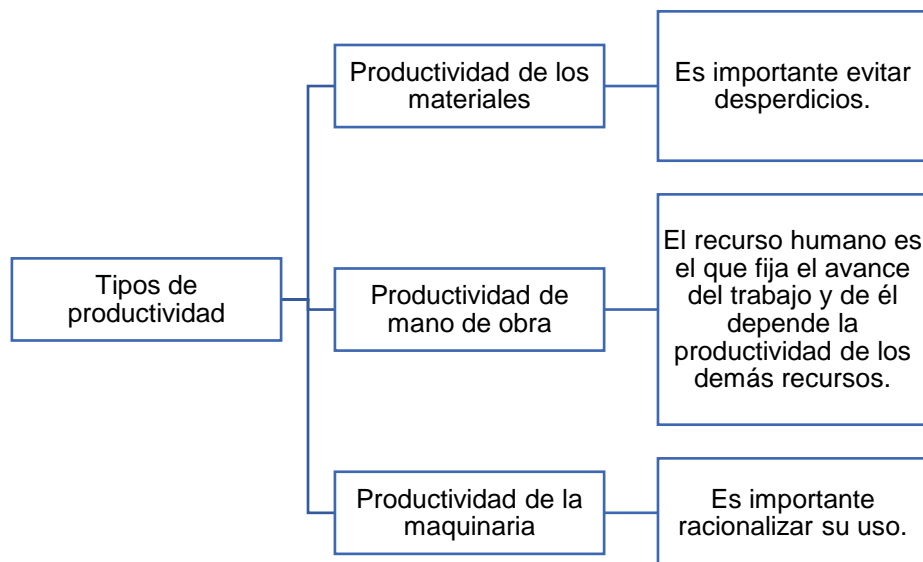 Tipos de
productividad
Productividad de los
materiales
Es importante evitar
desperdicios.
Productividad de
mano de obra
El recurso humano es
el que fija el avance
del trabajo y de él
depende la
productividad de los
demás recursos.
Productividad de la
maquinaria
Es importante
racionalizar su uso.